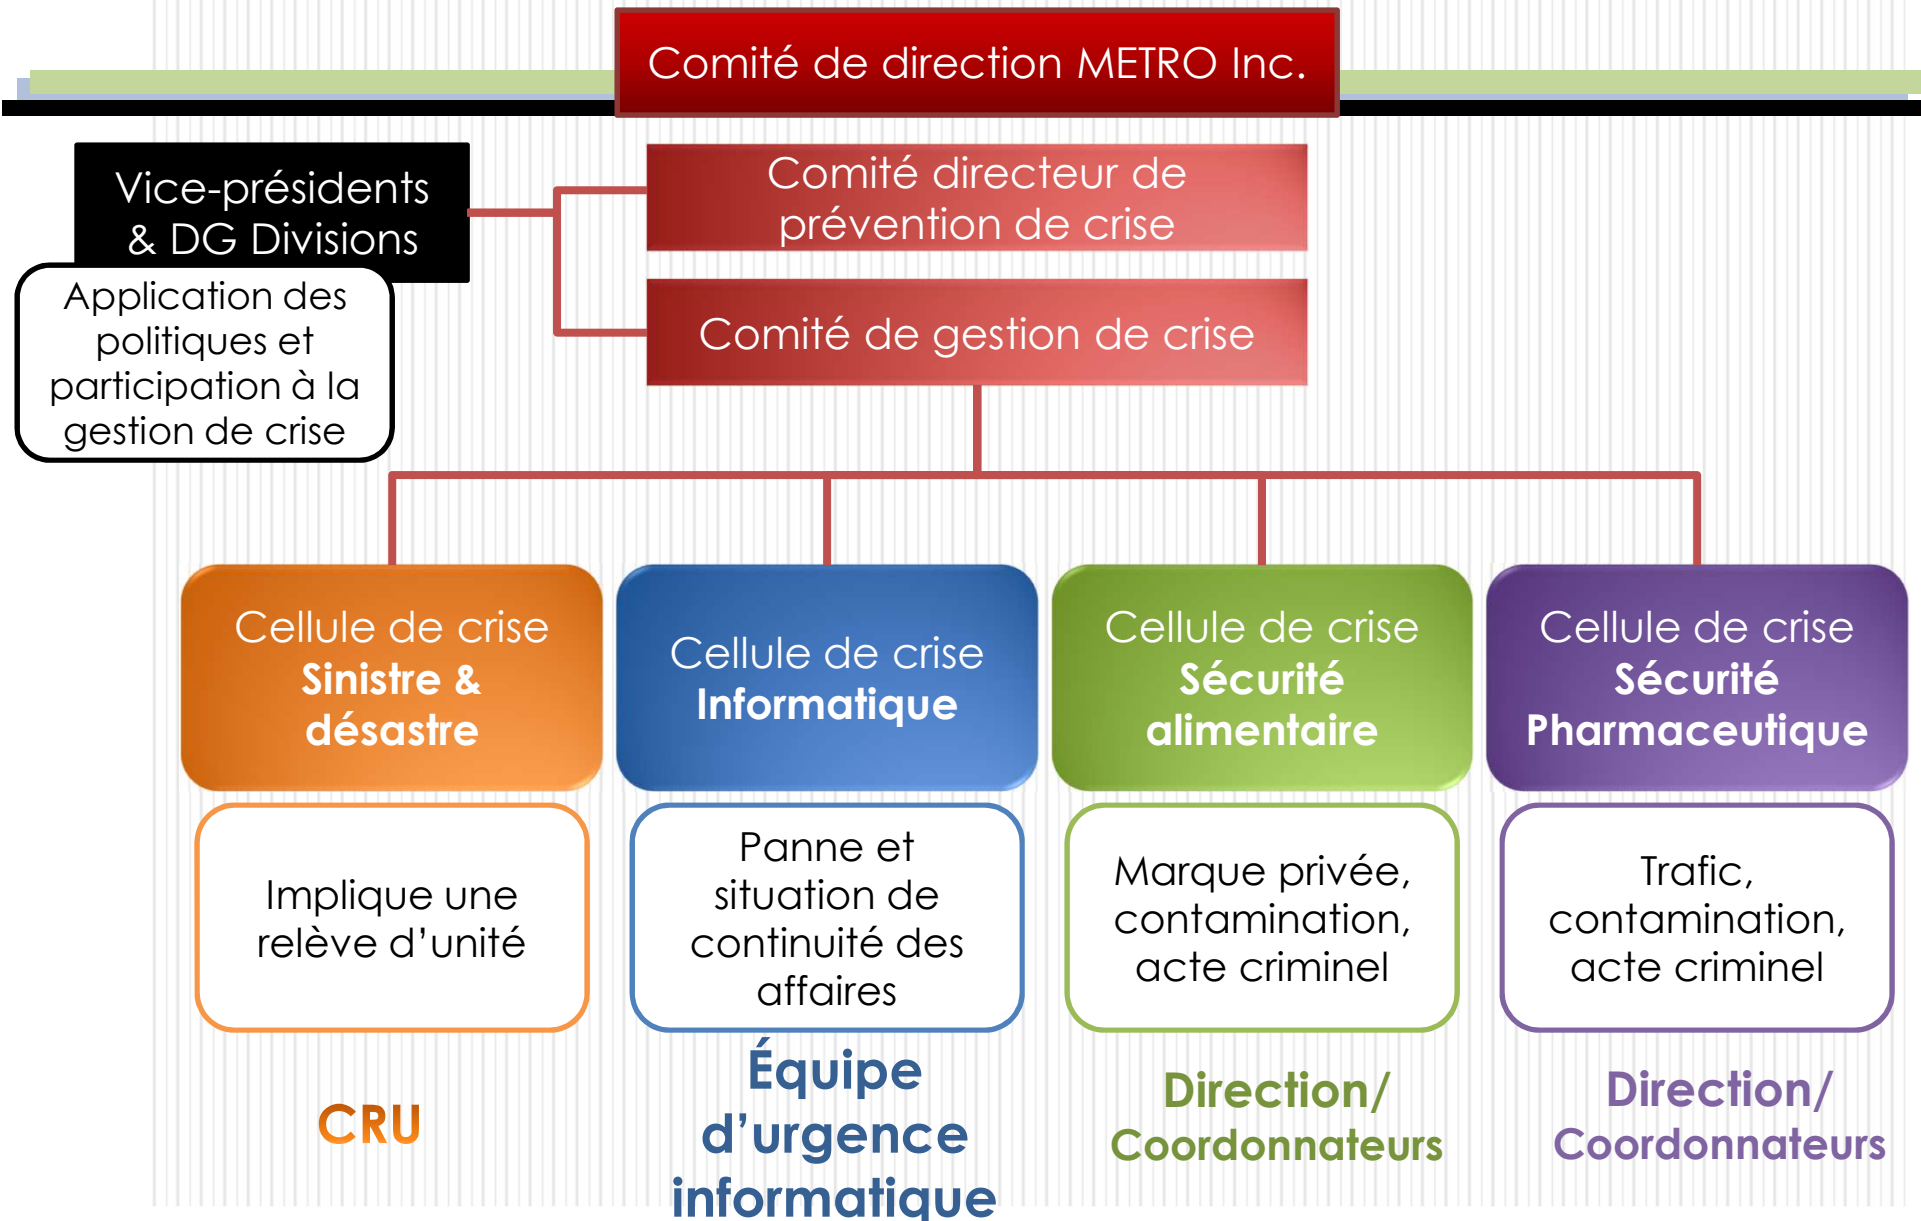 Comité de direction METRO Inc.
Vice-présidents
& DG Divisions
Application des
politiques et
participation à la
gestion de crise
Comité directeur de
prévention de crise
Comité de gestion de crise
Cellule de crise
Sinistre &
désastre
Cellule de crise
Informatique
Cellule de crise
Sécurité
alimentaire
Cellule de crise
Sécurité
Pharmaceutique
Implique une
relève d’unité
Panne et
situation de
continuité des
affaires
Marque privée,
contamination,
acte criminel
Trafic,
contamination,
acte criminel
CRU
Équipe
d’urgence
informatique
Direction/
Coordonnateurs
Direction/
Coordonnateurs